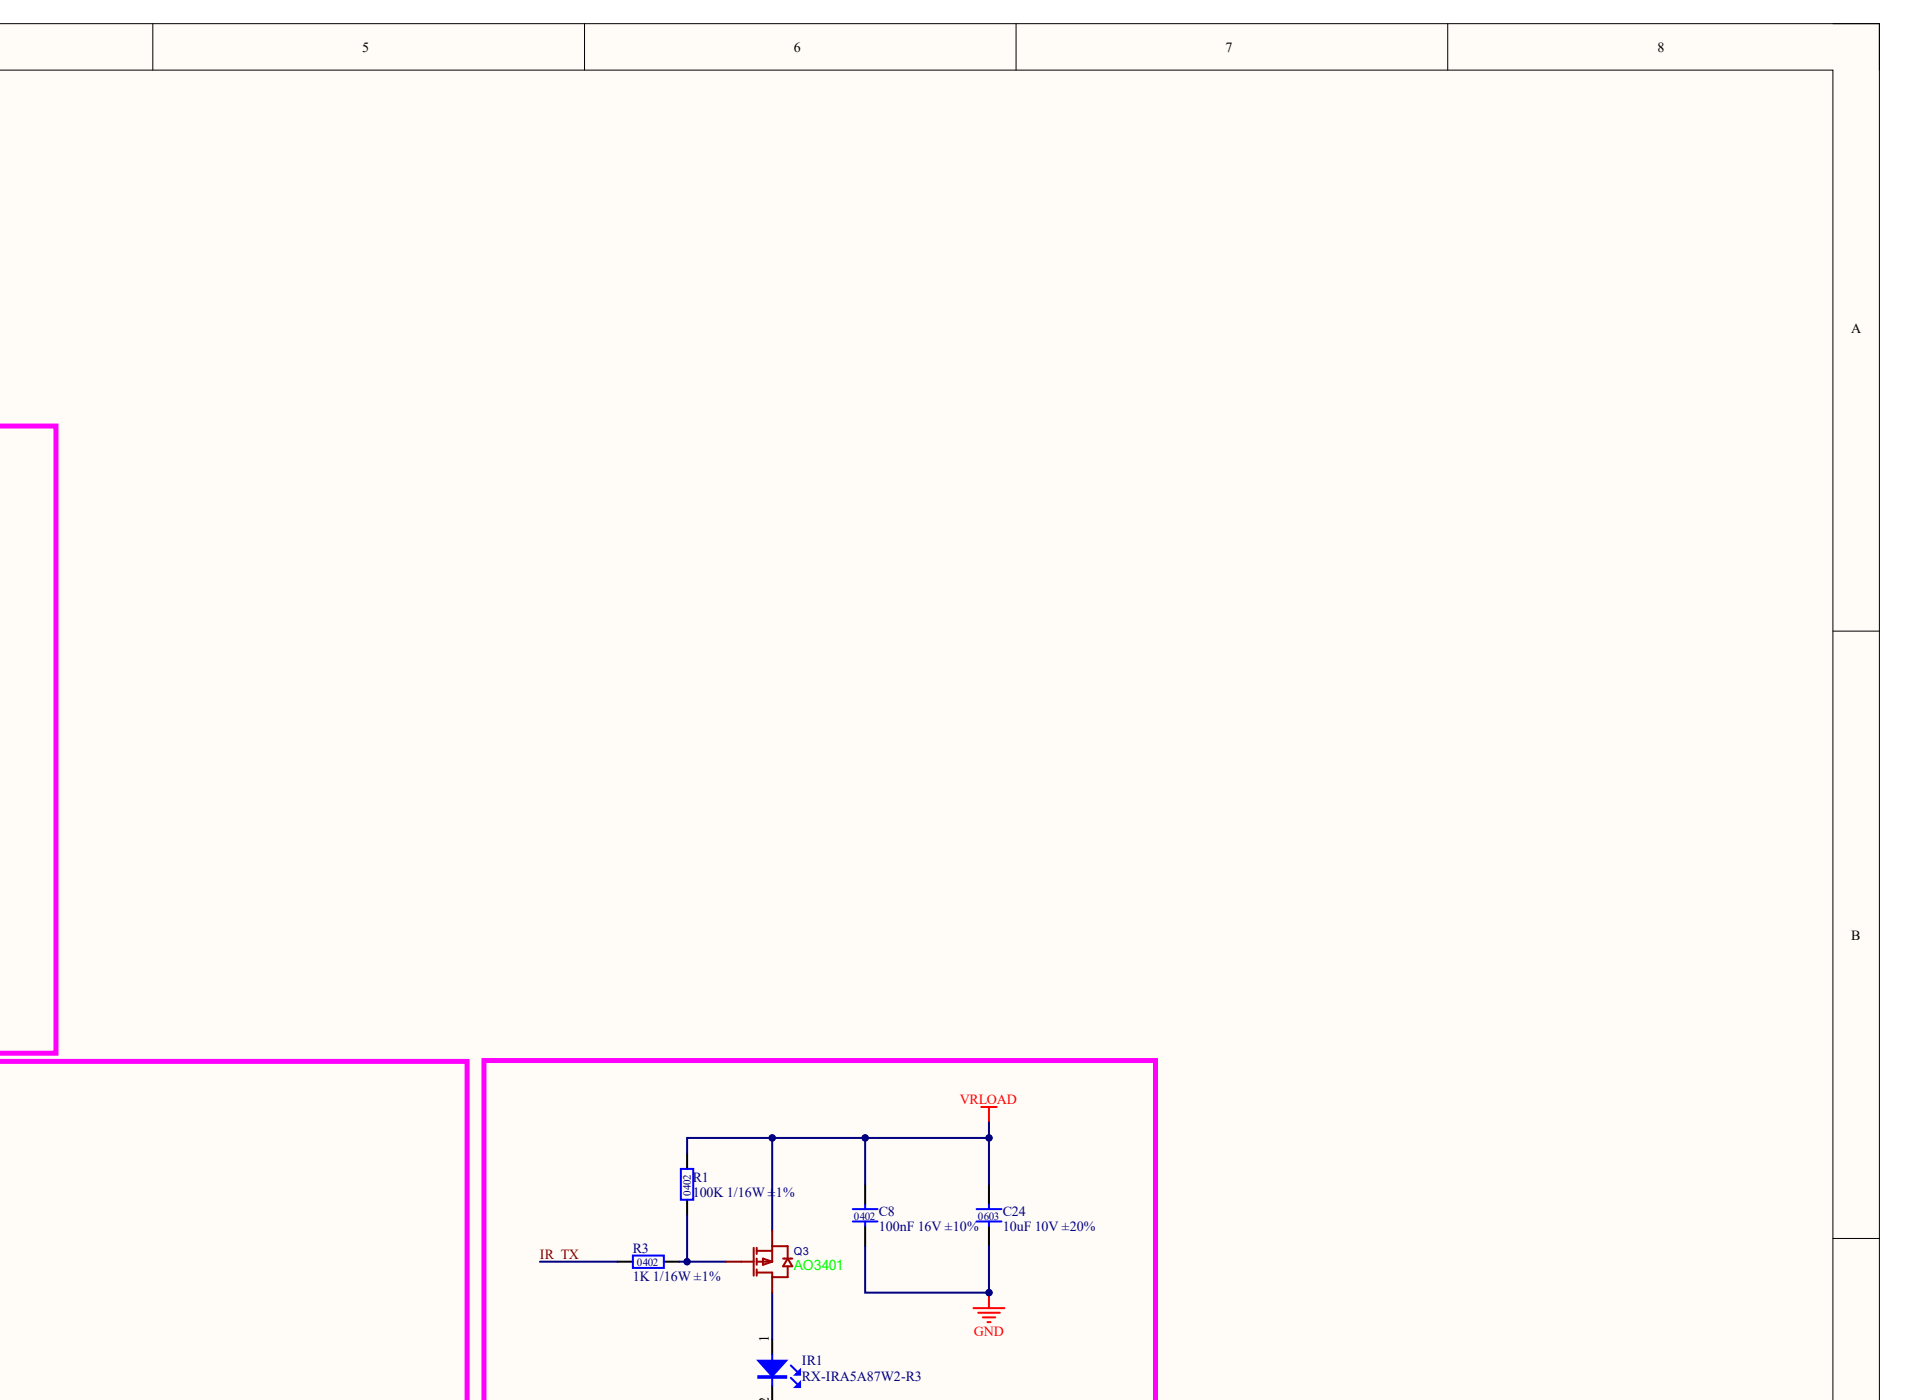 5
6
7
8
A
B
VRLOAD
0402
R1
100K 1/16W ±1%
0402
C8
100nF 16V ±10%
0603
C24
10uF 10V ±20%
IR_TX
R3
0402
1K 1/16W ±1%
Q3
AO3401
GND
1
IR1
RX-IRA5A87W2-R3